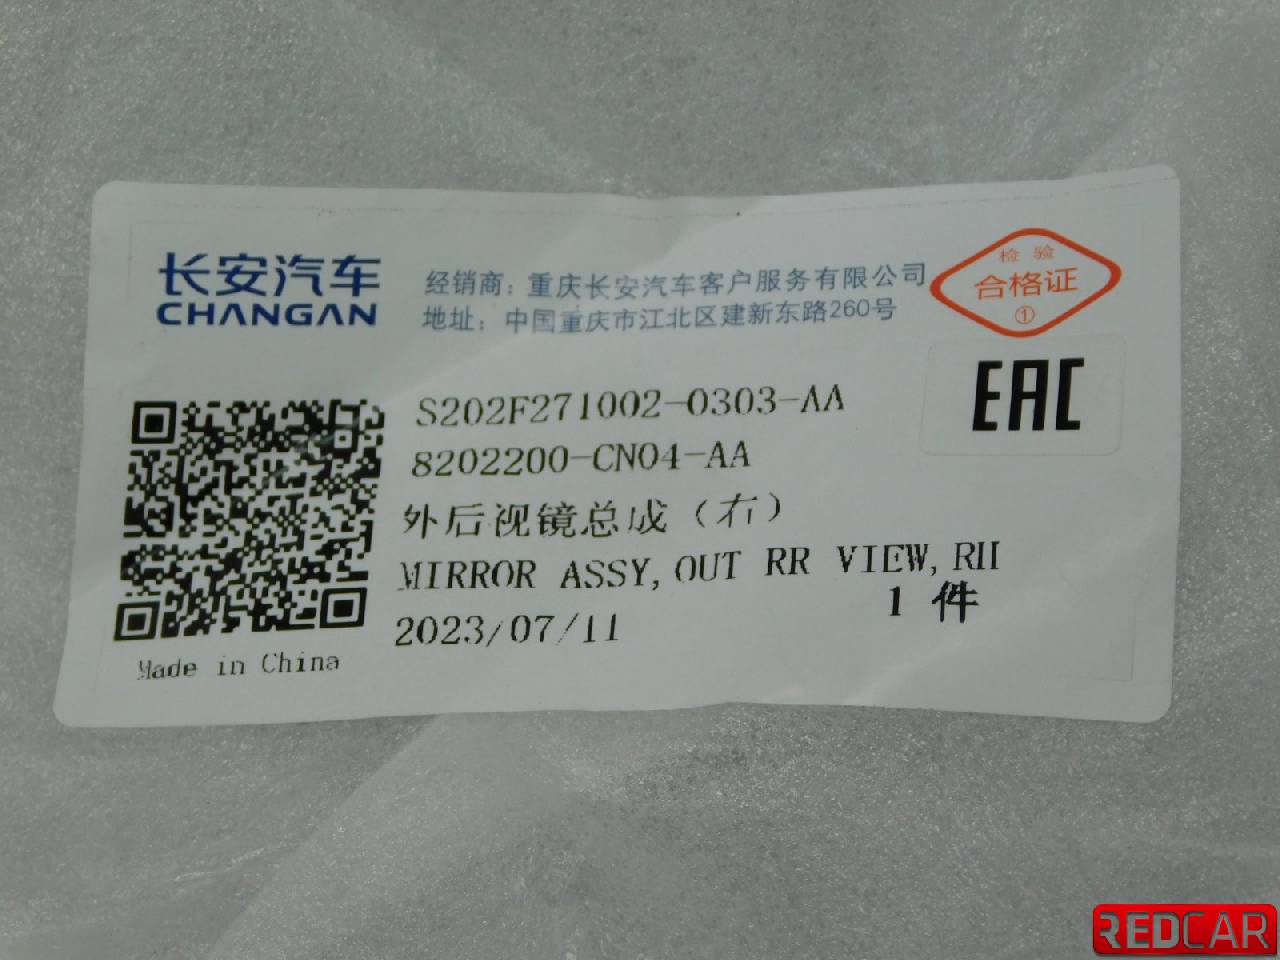 长安汽车
CHANGAN
经销商：重庆长安汽车客户服务有限公司
地址：中国重庆市江北区建新东路260号
检验
合格证
①
EAC
S202F271002-0303-AA
8202200-CN04-AA
外后视镜总成（右）
MIRROR ASSY,OUT RR VIEW,RH
1 件
2023/07/11
Made in China
REDCAR